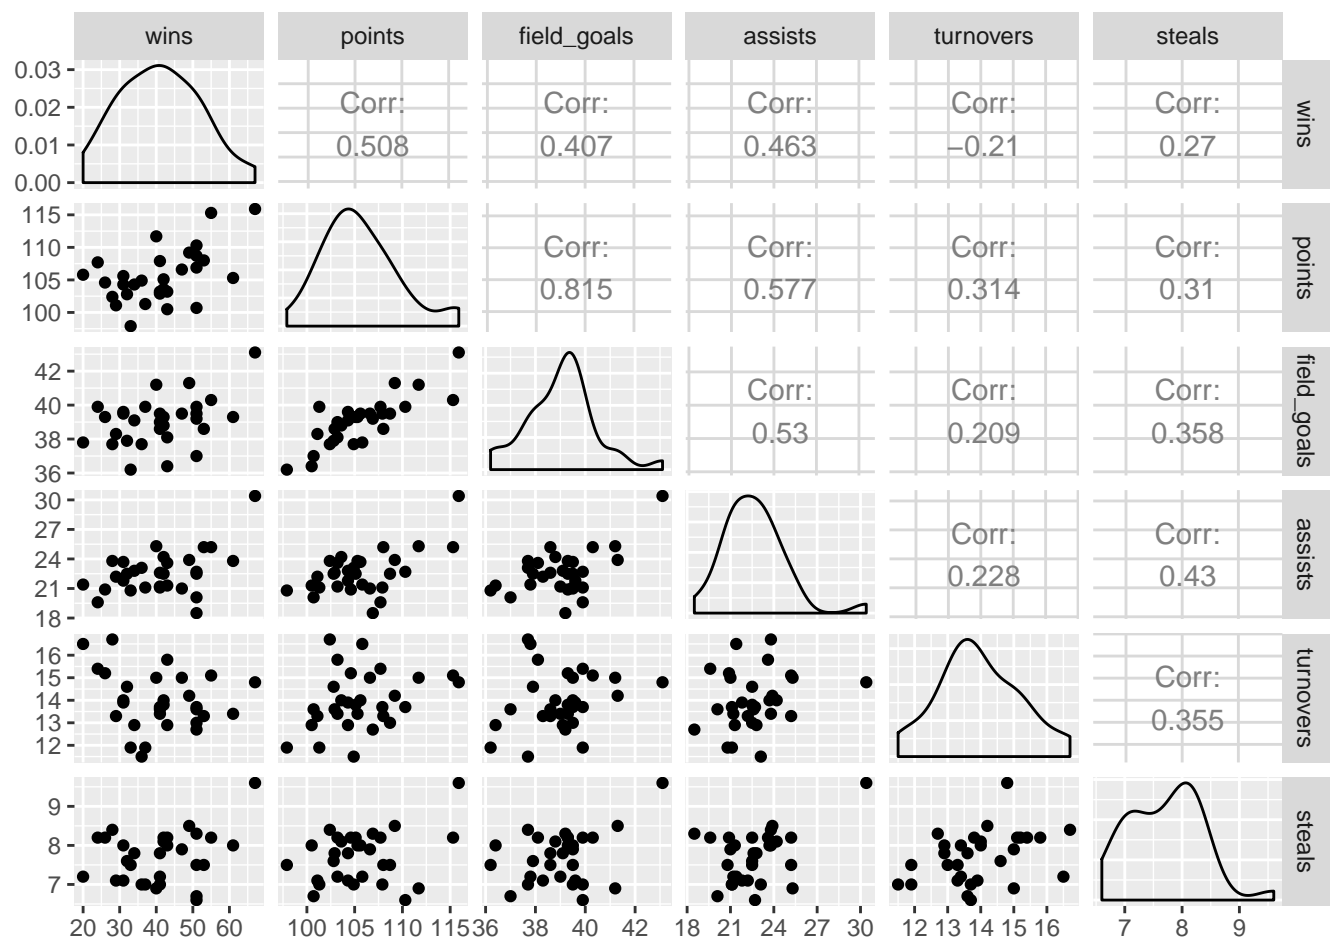 wins points field_goals assists turnovers steals
0.03
0.02
0.01
0.00
Corr: Corr: Corr: Corr: Corr:
0.508 0.407 0.463 −0.21 0.27
wins
115
110
105
100
Corr: Corr: Corr: Corr:
0.815 0.577 0.314 0.31
points
42
40
38
36
Corr: Corr: Corr:
0.53 0.209 0.358
field_goals
30
27
24
21
18
Corr: Corr:
0.228 0.43
assists
16
15
14
13
12
Corr:
0.355
turnovers
9
8
7
steals
20 30 40 50 60 100 105 110 115 36 38 40 42 18 21 24 27 30 12 13 14 15 16 7 8 9